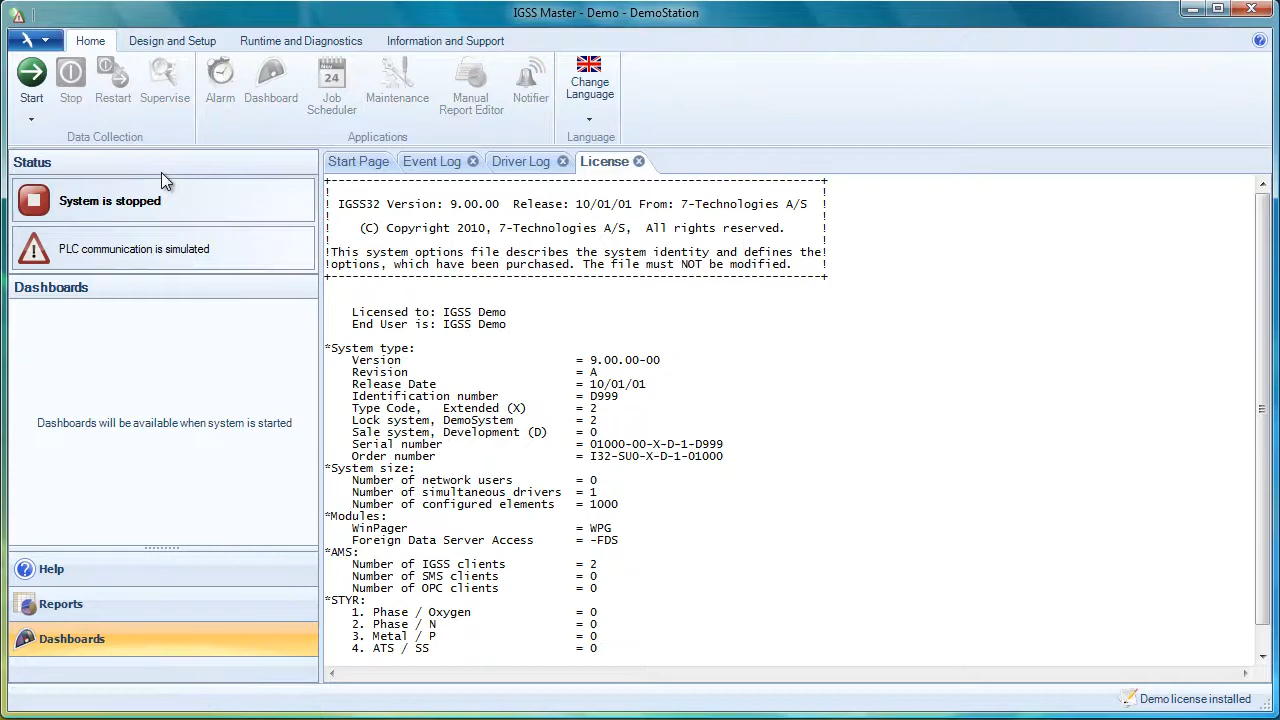 IGSS Master - Demo - DemoStation
Home
Design and Setup
Runtime and Diagnostics
Information and Support
Start
Stop
Restart
Supervise
Alarm
Dashboard
Nov
24
Job
Scheduler
Maintenance
Manual
Report Editor
Notifier
Change
Language
Data Collection
Applications
Language
Status
System is stopped
PLC communication is simulated
Dashboards
Dashboards will be available when system is started
Help
Reports
Dashboards
Start Page
Event Log
Driver Log
License
+------------------------------------------------------------------------+
!                                                                        !
! IGSS32 Version: 9.00.00  Release: 10/01/01 From: 7-Technologies A/S  !
!                                                                        !
!    (C) Copyright 2010, 7-Technologies A/S,  All rights reserved.     !
!                                                                        !
!This system options file describes the system identity and defines the!
!options, which have been purchased. The file must NOT be modified.    !
+------------------------------------------------------------------------+
Licensed to: IGSS Demo
End User is: IGSS Demo
*System type:
Version = 9.00.00-00
Revision = A
Release Date = 10/01/01
Identification number = D999
Type Code,   Extended (X) = 2
Lock system, DemoSystem = 2
Sale system, Development (D) = 0
Serial number = 01000-00-X-D-1-D999
Order number = I32-SU0-X-D-1-01000
*System size:
Number of network users = 0
Number of simultaneous drivers = 1
Number of configured elements = 1000
*Modules:
WinPager = WPG
Foreign Data Server Access = -FDS
*AMS:
Number of IGSS clients = 2
Number of SMS clients = 0
Number of OPC clients = 0
*STYR:
1. Phase / Oxygen = 0
2. Phase / N = 0
3. Metal / P = 0
4. ATS / SS = 0
Demo license installed